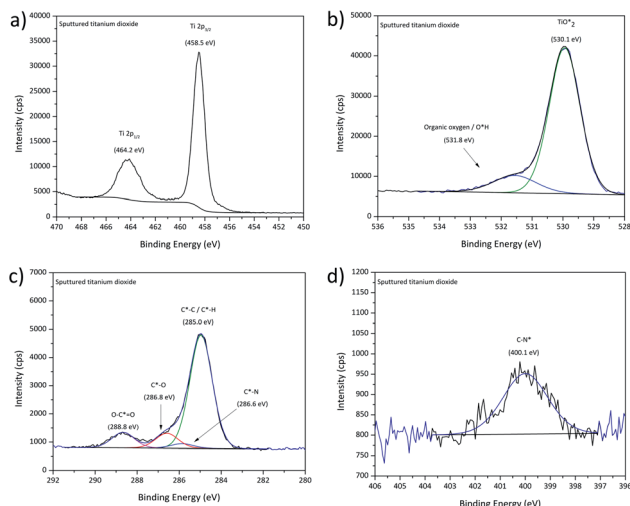 a)
Sputtured titanium dioxide
Ti 2p3/2
(458.5 eV)
Ti 2p1/2
(464.2 eV)
Intensity (cps)
35000
30000
25000
20000
15000
10000
5000
0
470 468 466 464 462 460 458 456 454 452 450
Binding Energy (eV)
b)
Sputtured titanium dioxide
TiO*2
(530.1 eV)
Organic oxygen / O*H
(531.8 eV)
Intensity (cps)
50000
40000
30000
20000
10000
0
536 535 534 533 532 531 530 529 528
Binding Energy (eV)
c)
Sputtured titanium dioxide
C*-C / C*-H
(285.0 eV)
C*-O
(286.8 eV)
C*-N
(286.6 eV)
O-C*=O
(288.8 eV)
Intensity (cps)
7000
6000
5000
4000
3000
2000
1000
0
292 290 288 286 284 282 280
Binding Energy (eV)
d)
Sputtured titanium dioxide
C-N*
(400.1 eV)
Intensity (cps)
1200
1150
1100
1050
1000
950
900
850
800
750
700
406 405 404 403 402 401 400 399 398 397 396
Binding Energy (eV)